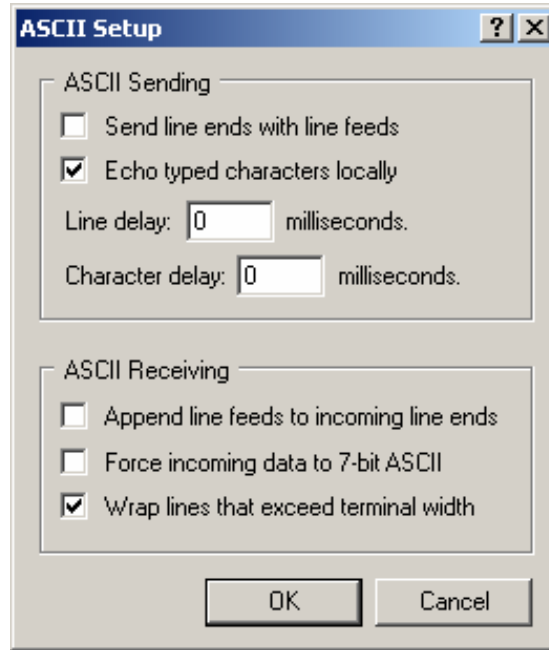 ASCII Setup
ASCII Sending
Send line ends with line feeds
Echo typed characters locally
Line delay: 0 milliseconds.
Character delay: 0 milliseconds.
ASCII Receiving
Append line feeds to incoming line ends
Force incoming data to 7-bit ASCII
Wrap lines that exceed terminal width
OK Cancel